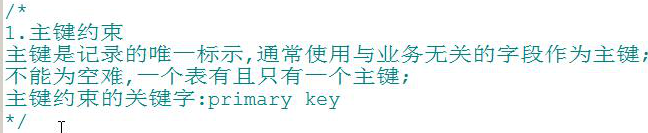 /*
1.主键约束
主键是记录的唯一标示,通常使用与业务无关的字段作为主键;
不能为空难,一个表有且只有一个主键;
主键约束的关键字:primary key
*/